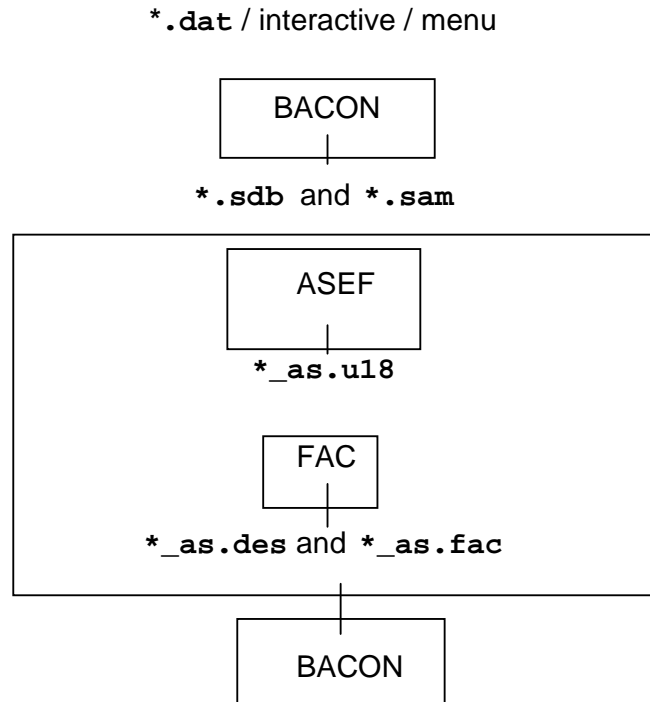 *.dat / interactive / menu
BACON
*.sdb and *.sam
ASEF
*_as.u18
FAC
*_as.des and *_as.fac
BACON